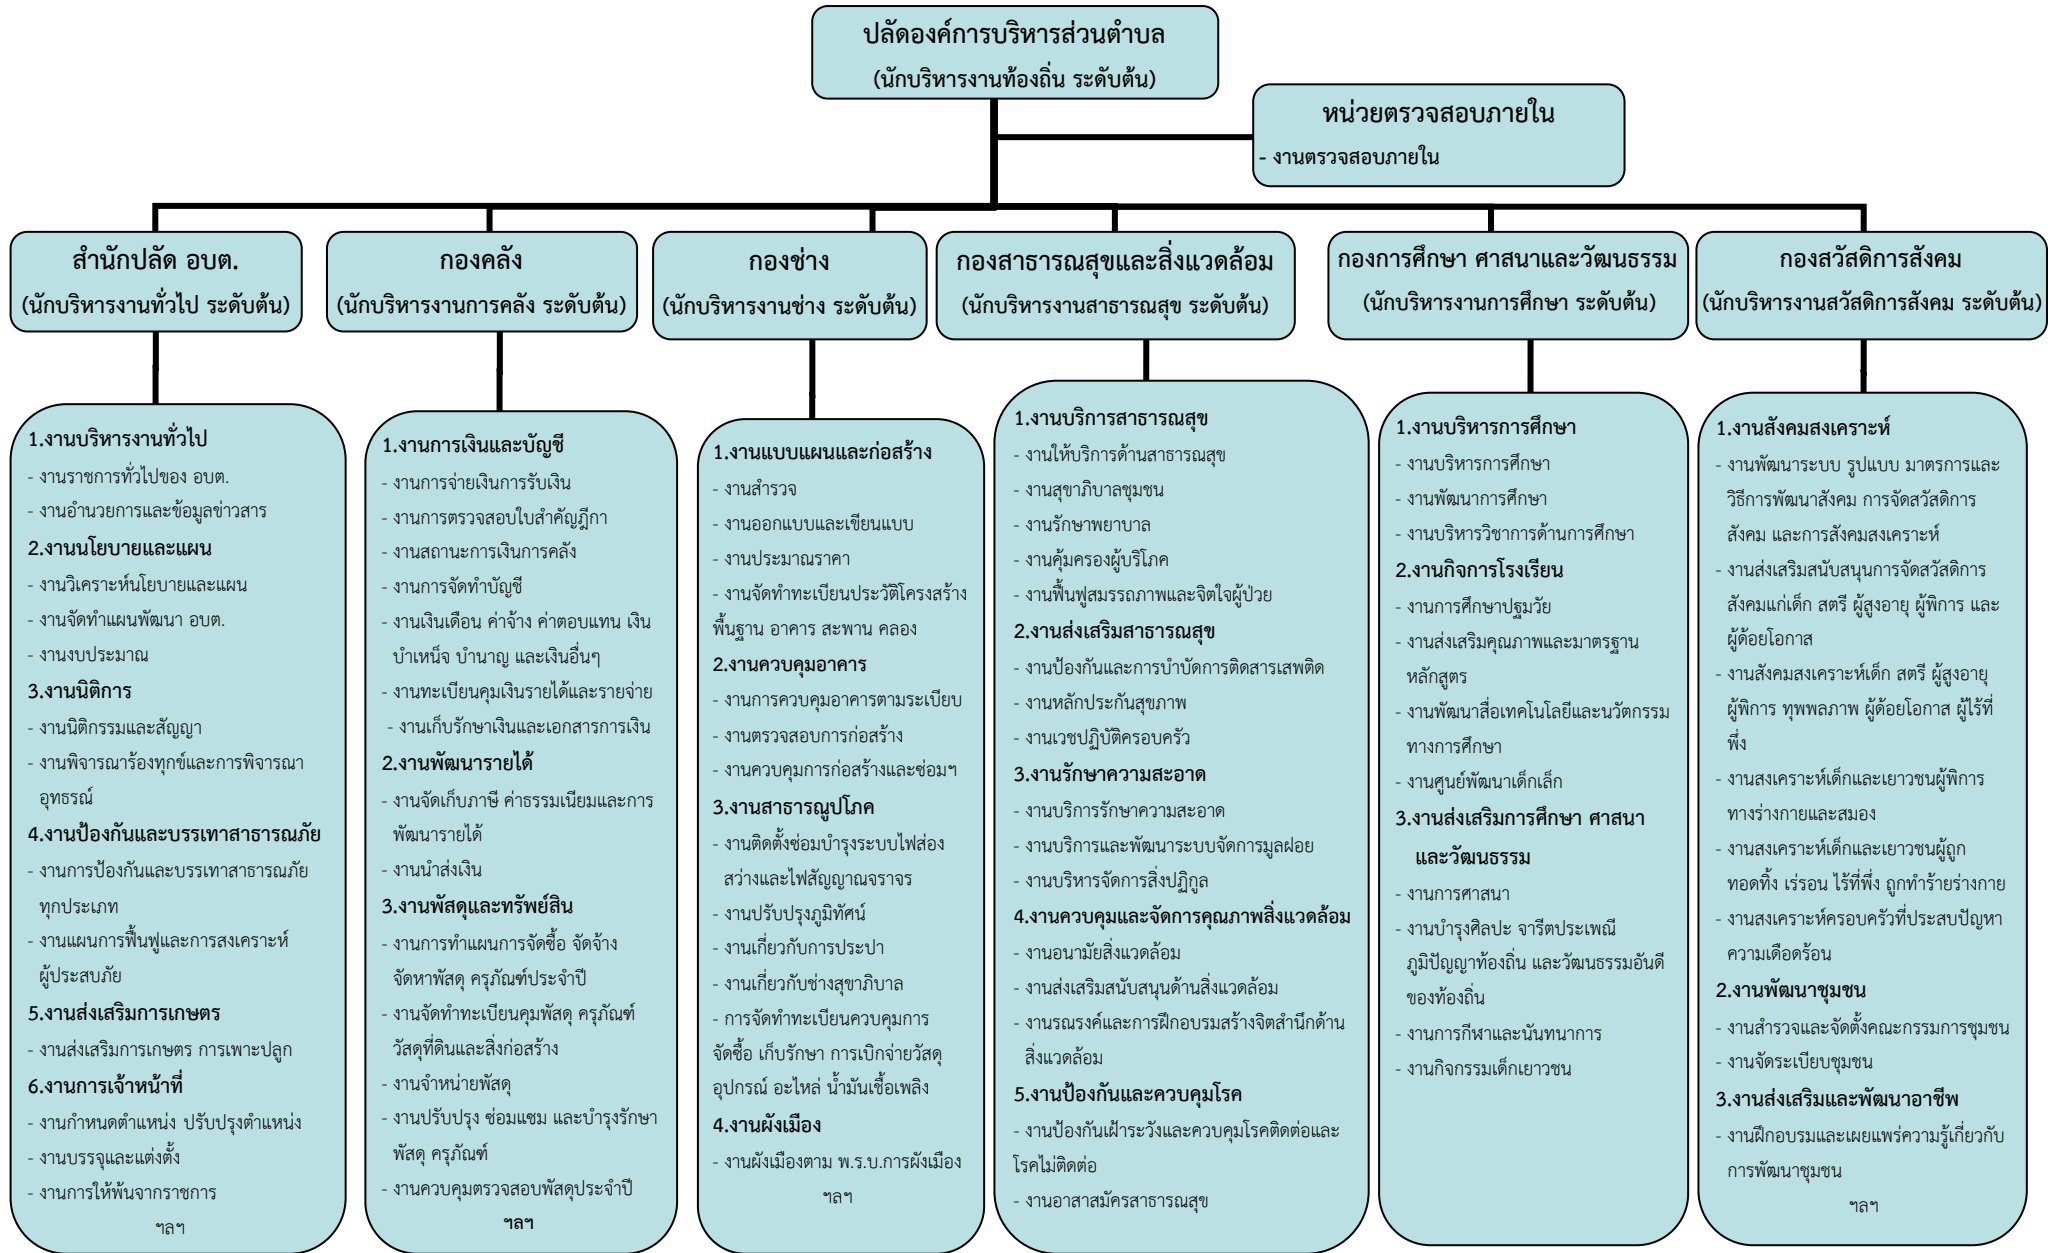 ปลัดองค์การบริหารส่วนตำบล
(นักบริหารงานท้องถิ่น ระดับต้น)
หน่วยตรวจสอบภายใน
- งานตรวจสอบภายใน
สำนักปลัด อบต.
(นักบริหารงานทั่วไป ระดับต้น)
กองคลัง
(นักบริหารงานการคลัง ระดับต้น)
กองช่าง
(นักบริหารงานช่าง ระดับต้น)
กองสาธารณสุขและสิ่งแวดล้อม
(นักบริหารงานสาธารณสุข ระดับต้น)
กองการศึกษา ศาสนาและวัฒนธรรม
(นักบริหารงานการศึกษา ระดับต้น)
กองสวัสดิการสังคม
(นักบริหารงานสวัสดิการสังคม ระดับต้น)
1.งานบริหารงานทั่วไป
- งานราชการทั่วไปของ อบต.
- งานอำนวยการและข้อมูลข่าวสาร
2.งานนโยบายและแผน
- งานวิเคราะห์นโยบายและแผน
- งานจัดทำแผนพัฒนา อบต.
- งานงบประมาณ
3.งานนิติการ
- งานนิติกรรมและสัญญา
- งานพิจารณาร้องทุกข์และการพิจารณา
อุทธรณ์
4.งานป้องกันและบรรเทาสาธารณภัย
- งานการป้องกันและบรรเทาสาธารณภัย
ทุกประเภท
- งานแผนการฟื้นฟูและการสงเคราะห์
ผู้ประสบภัย
5.งานส่งเสริมการเกษตร
- งานส่งเสริมการเกษตร การเพาะปลูก
6.งานการเจ้าหน้าที่
- งานกำหนดตำแหน่ง ปรับปรุงตำแหน่ง
- งานบรรจุและแต่งตั้ง
- งานการให้พ้นจากราชการ
ฯลฯ
1.งานการเงินและบัญชี
- งานการจ่ายเงินการรับเงิน
- งานการตรวจสอบใบสำคัญฎีกา
- งานสถานะการเงินการคลัง
- งานการจัดทำบัญชี
- งานเงินเดือน ค่าจ้าง ค่าตอบแทน เงิน
บำเหน็จ บำนาญ และเงินอื่นๆ
- งานทะเบียนคุมเงินรายได้และรายจ่าย
- งานเก็บรักษาเงินและเอกสารการเงิน
2.งานพัฒนารายได้
- งานจัดเก็บภาษี ค่าธรรมเนียมและการ
พัฒนารายได้
- งานนำส่งเงิน
3.งานพัสดุและทรัพย์สิน
- งานการทำแผนการจัดซื้อ จัดจ้าง
จัดหาพัสดุ ครุภัณฑ์ประจำปี
- งานจัดทำทะเบียนคุมพัสดุ ครุภัณฑ์
วัสดุที่ดินและสิ่งก่อสร้าง
- งานจำหน่ายพัสดุ
- งานปรับปรุง ซ่อมแซม และบำรุงรักษา
พัสดุ ครุภัณฑ์
- งานควบคุมตรวจสอบพัสดุประจำปี
ฯลฯ
1.งานแบบแผนและก่อสร้าง
- งานสำรวจ
- งานออกแบบและเขียนแบบ
- งานประมาณราคา
- งานจัดทำทะเบียนประวัติโครงสร้าง
พื้นฐาน อาคาร สะพาน คลอง
2.งานควบคุมอาคาร
- งานการควบคุมอาคารตามระเบียบ
- งานตรวจสอบการก่อสร้าง
- งานควบคุมการก่อสร้างและซ่อมฯ
3.งานสาธารณูปโภค
- งานติดตั้งซ่อมบำรุงระบบไฟส่อง
สว่างและไฟสัญญาณจราจร
- งานปรับปรุงภูมิทัศน์
- งานเกี่ยวกับการประปา
- งานเกี่ยวกับช่างสุขาภิบาล
- การจัดทำทะเบียนควบคุมการ
จัดซื้อ เก็บรักษา การเบิกจ่ายวัสดุ
อุปกรณ์ อะไหล่ น้ำมันเชื้อเพลิง
4.งานผังเมือง
- งานผังเมืองตาม พ.ร.บ.การผังเมือง
ฯลฯ
1.งานบริการสาธารณสุข
- งานให้บริการด้านสาธารณสุข
- งานสุขาภิบาลชุมชน
- งานรักษาพยาบาล
- งานคุ้มครองผู้บริโภค
- งานฟื้นฟูสมรรถภาพและจิตใจผู้ป่วย
2.งานส่งเสริมสาธารณสุข
- งานป้องกันและการบำบัดการติดสารเสพติด
- งานหลักประกันสุขภาพ
- งานเวชปฏิบัติครอบครัว
3.งานรักษาความสะอาด
- งานบริการรักษาความสะอาด
- งานบริการและพัฒนาระบบจัดการมูลฝอย
- งานบริหารจัดการสิ่งปฏิกูล
4.งานควบคุมและจัดการคุณภาพสิ่งแวดล้อม
- งานอนามัยสิ่งแวดล้อม
- งานส่งเสริมสนับสนุนด้านสิ่งแวดล้อม
- งานรณรงค์และการฝึกอบรมสร้างจิตสำนึกด้าน
สิ่งแวดล้อม
5.งานป้องกันและควบคุมโรค
- งานป้องกันเฝ้าระวังและควบคุมโรคติดต่อและ
โรคไม่ติดต่อ
- งานอาสาสมัครสาธารณสุข
1.งานบริหารการศึกษา
- งานบริหารการศึกษา
- งานพัฒนาการศึกษา
- งานบริหารวิชาการด้านการศึกษา
2.งานกิจการโรงเรียน
- งานการศึกษาปฐมวัย
- งานส่งเสริมคุณภาพและมาตรฐาน
หลักสูตร
- งานพัฒนาสื่อเทคโนโลยีและนวัตกรรม
ทางการศึกษา
- งานศูนย์พัฒนาเด็กเล็ก
3.งานส่งเสริมการศึกษา ศาสนา
และวัฒนธรรม
- งานการศาสนา
- งานบำรุงศิลปะ จารีตประเพณี
ภูมิปัญญาท้องถิ่น และวัฒนธรรมอันดี
ของท้องถิ่น
- งานการกีฬาและนันทนาการ
- งานกิจกรรมเด็กเยาวชน
1.งานสังคมสงเคราะห์
- งานพัฒนาระบบ รูปแบบ มาตรการและ
วิธีการพัฒนาสังคม การจัดสวัสดิการ
สังคม และการสังคมสงเคราะห์
- งานส่งเสริมสนับสนุนการจัดสวัสดิการ
สังคมแก่เด็ก สตรี ผู้สูงอายุ ผู้พิการ และ
ผู้ด้อยโอกาส
- งานสังคมสงเคราะห์เด็ก สตรี ผู้สูงอายุ
ผู้พิการ ทุพพลภาพ ผู้ด้อยโอกาส ผู้ไร้ที่
พึ่ง
- งานสงเคราะห์เด็กและเยาวชนผู้พิการ
ทางร่างกายและสมอง
- งานสงเคราะห์เด็กและเยาวชนผู้ถูก
ทอดทิ้ง เร่รอน ไร้ที่พึ่ง ถูกทำร้ายร่างกาย
- งานสงเคราะห์ครอบครัวที่ประสบปัญหา
ความเดือดร้อน
2.งานพัฒนาชุมชน
- งานสำรวจและจัดตั้งคณะกรรมการชุมชน
- งานจัดระเบียบชุมชน
3.งานส่งเสริมและพัฒนาอาชีพ
- งานฝึกอบรมและเผยแพร่ความรู้เกี่ยวกับ
การพัฒนาชุมชน
ฯลฯ